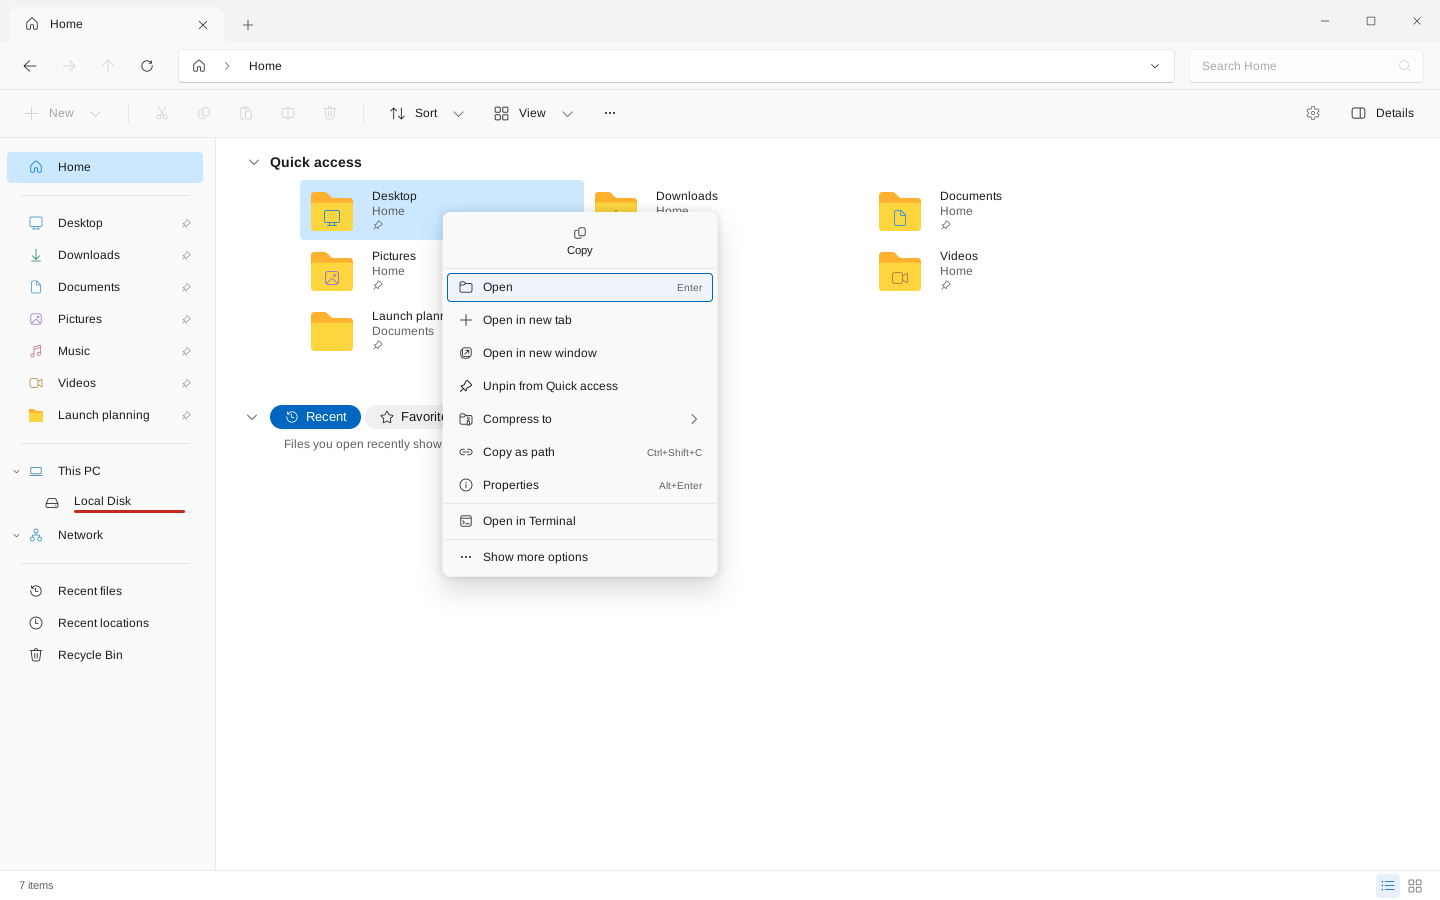 Home
Home
Search Home
New
Sort
View
Details
Home
Desktop
Downloads
Documents
Pictures
Music
Videos
Launch planning
This PC
Local Disk
Network
Recent files
Recent locations
Recycle Bin
Quick access
Desktop
Home
Downloads
Home
Documents
Home
Pictures
Home
Videos
Home
Launch plann
Documents
Recent
Favorite
Files you open recently show
Copy
Open Enter
Open in new tab
Open in new window
Unpin from Quick access
Compress to
Copy as path Ctrl+Shift+C
Properties Alt+Enter
Open in Terminal
Show more options
7 items